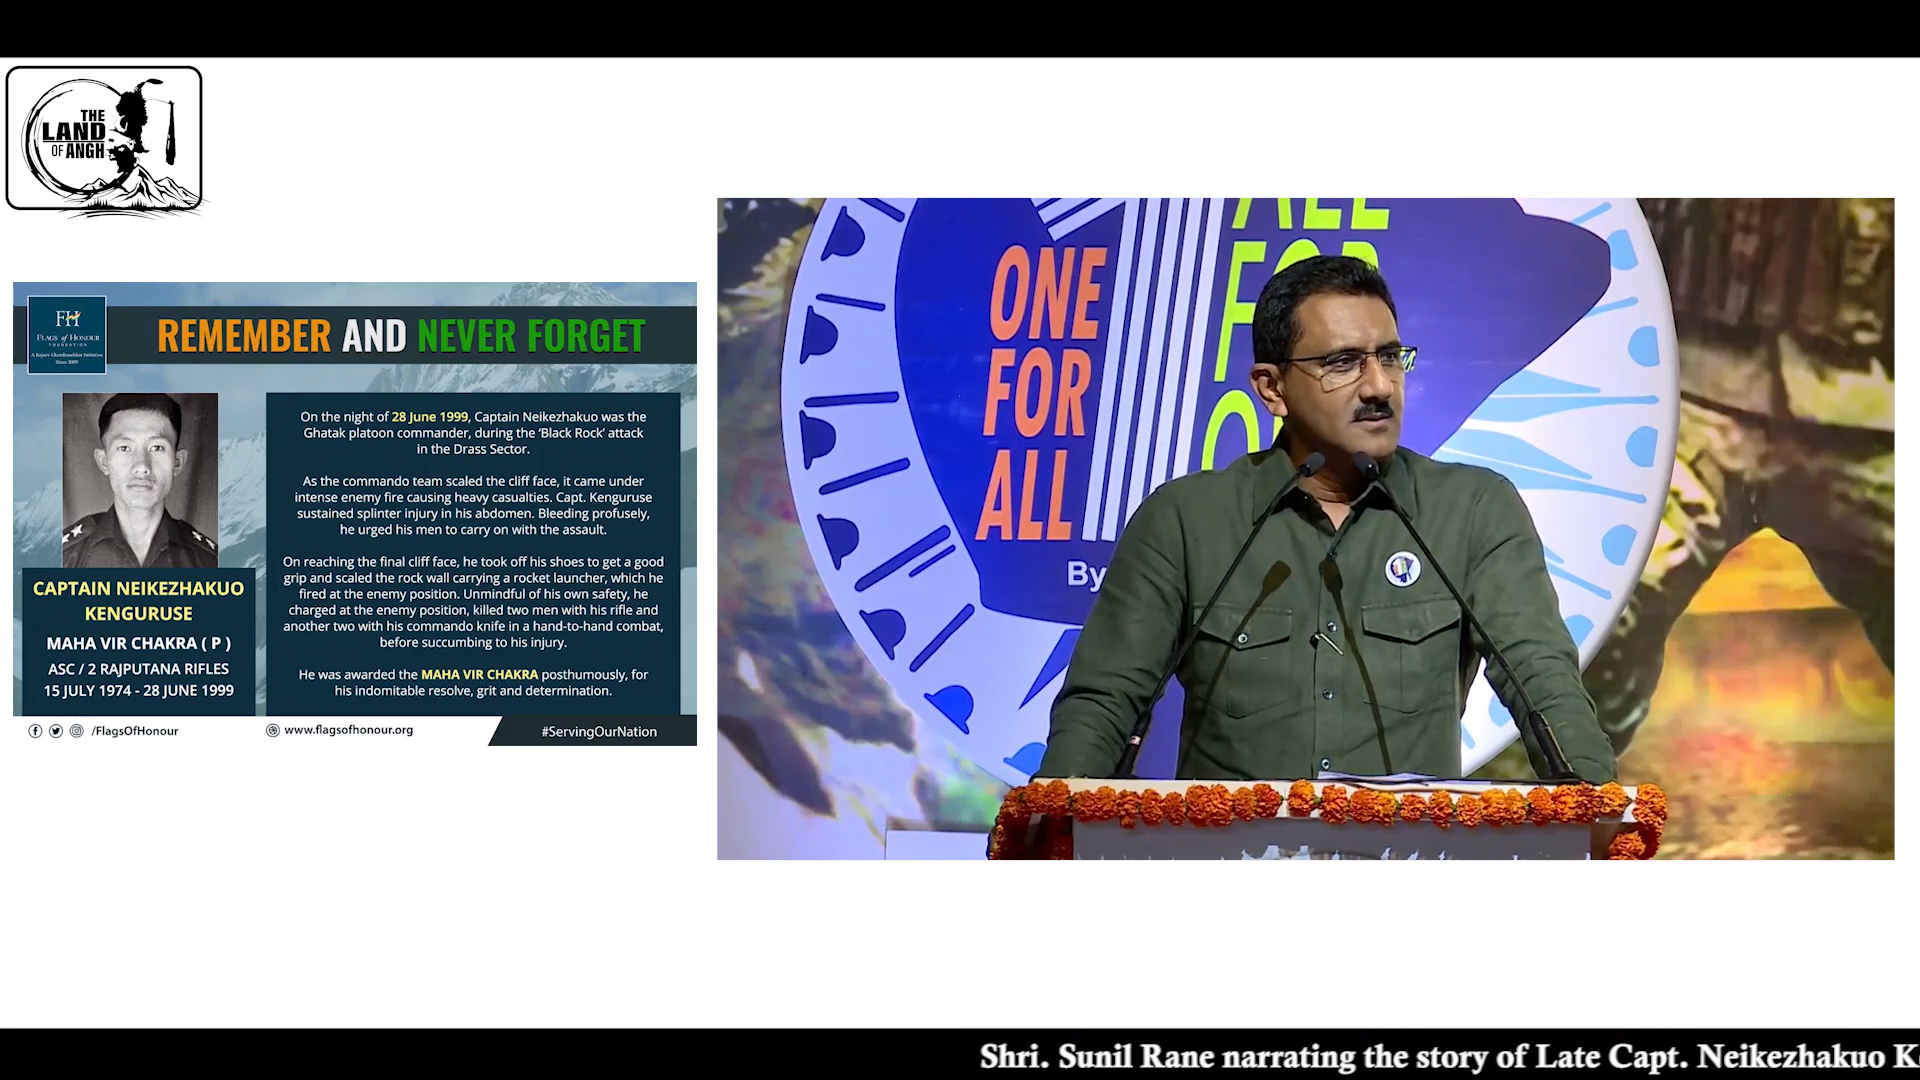 THE
LAND
OF ANGH
FH
FLAGS of HONOUR
FOUNDATION
A Rajeev Chandrasekhar Initiative
Since 2009
REMEMBER AND NEVER FORGET
CAPTAIN NEIKEZHAKUO
KENGURUSE
MAHA VIR CHAKRA ( P )
ASC / 2 RAJPUTANA RIFLES
15 JULY 1974 - 28 JUNE 1999
On the night of 28 June 1999, Captain Neikezhakuo was the
Ghatak platoon commander, during the ‘Black Rock’ attack
in the Drass Sector.
As the commando team scaled the cliff face, it came under
intense enemy fire causing heavy casualties. Capt. Kenguruse
sustained splinter injury in his abdomen. Bleeding profusely,
he urged his men to carry on with the assault.
On reaching the final cliff face, he took off his shoes to get a good
grip and scaled the rock wall carrying a rocket launcher, which he
fired at the enemy position. Unmindful of his own safety, he
charged at the enemy position, killed two men with his rifle and
another two with his commando knife in a hand-to-hand combat,
before succumbing to his injury.
He was awarded the MAHA VIR CHAKRA posthumously, for
his indomitable resolve, grit and determination.
/FlagsOfHonour
www.flagsofhonour.org
#ServingOurNation
ONE
FOR
ALL
ALL
FOR
By
Shri. Sunil Rane narrating the story of Late Capt. Neikezhakuo K